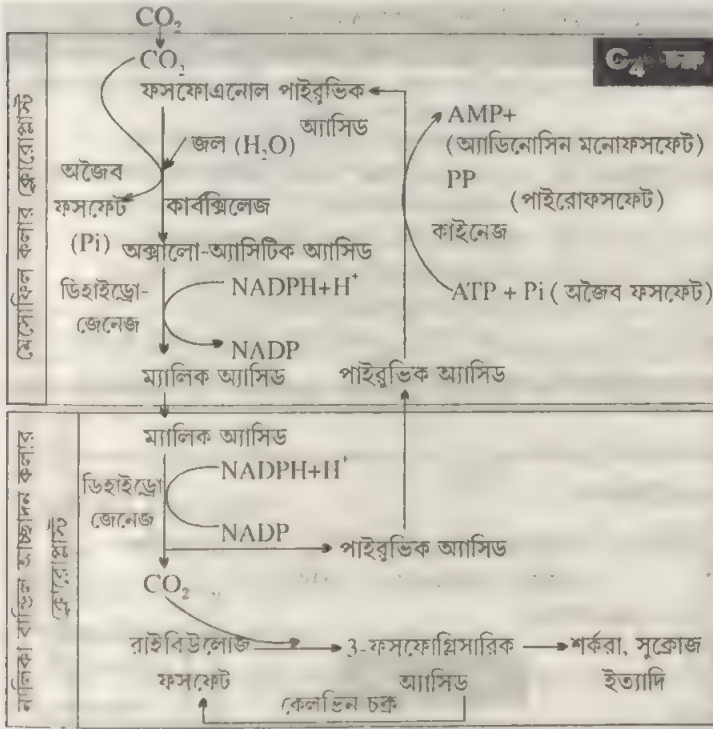 CO₂
CO₂
C₄ চক্র
মেসোফিল কলার ক্লোরোপ্লাস্ট
ফসফোএনোল পাইরুভিক
অ্যাসিড
জল (H₂O)
অজৈব
ফসফেট
(Pi)
কার্বক্সিলেজ
অক্সালো-অ্যাসিটিক অ্যাসিড
ডিহাইড্রো-
জেনেজ
NADPH+H⁺
NADP
ম্যালিক অ্যাসিড
AMP+
(অ্যাডিনোসিন মনোফসফেট)
PP
(পাইরোফসফেট)
কাইনেজ
ATP + Pi ( অজৈব ফসফেট)
পাইরুভিক অ্যাসিড
নালিকা বান্ডিল আচ্ছাদন কলার
ক্লোরোপ্লাস্ট
ম্যালিক অ্যাসিড
ডিহাইড্রো
জেনেজ
NADPH+H⁺
NADP
পাইরুভিক অ্যাসিড
CO₂
রাইবিউলোজ
ফসফেট
3-ফসফোগ্লিসারিক
অ্যাসিড
শর্করা, সুক্রোজ
ইত্যাদি
কেলভিন চক্র